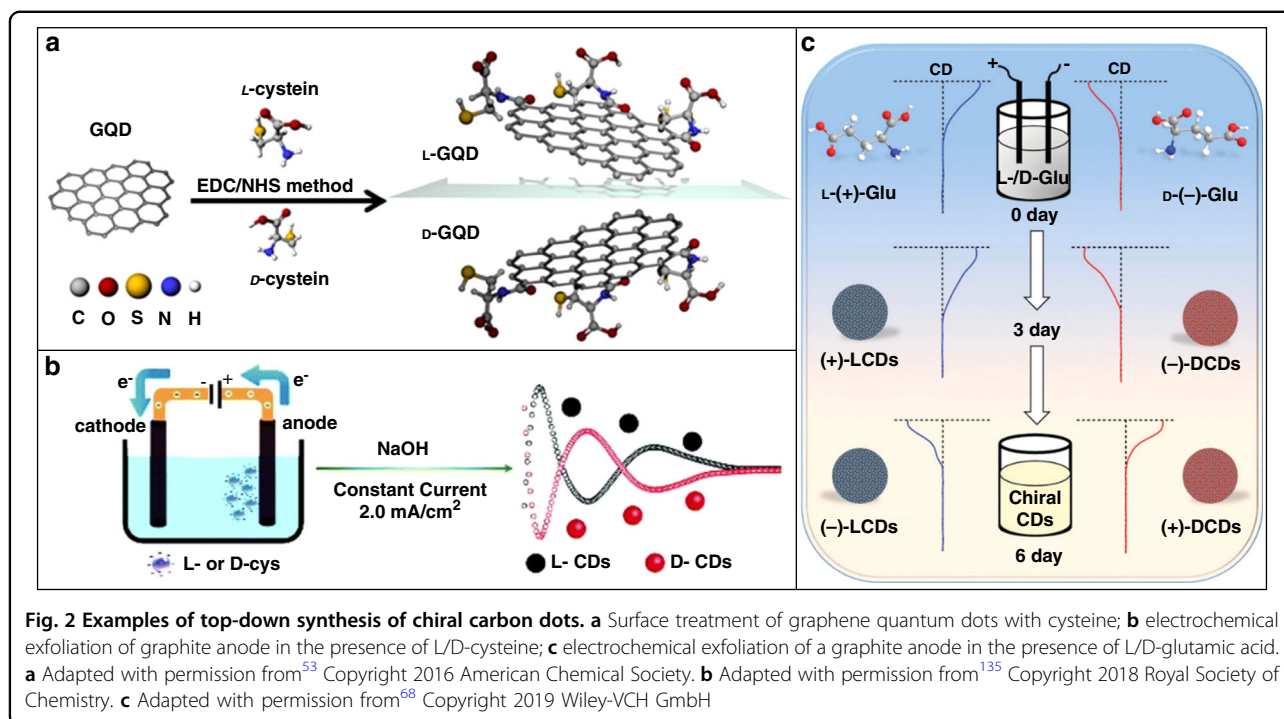 a
L-cystein
GQD
EDC/NHS method
D-cystein
C O S N H
L-GQD
D-GQD
b
e-
- +
e-
cathode
anode
L- or D-cys
NaOH
Constant Current
2.0 mA/cm2
L- CDs
D- CDs
c
CD
+ -
CD
L-(+)-Glu
L-/D-Glu
D-(–)-Glu
0 day
(+)-LCDs
3 day
(–)-DCDs
(–)-LCDs
Chiral
CDs
(+)-DCDs
6 day
Fig. 2 Examples of top-down synthesis of chiral carbon dots. a Surface treatment of graphene quantum dots with cysteine; b electrochemical
exfoliation of graphite anode in the presence of L/D-cysteine; c electrochemical exfoliation of a graphite anode in the presence of L/D-glutamic acid.
a Adapted with permission from53 Copyright 2016 American Chemical Society. b Adapted with permission from135 Copyright 2018 Royal Society of
Chemistry. c Adapted with permission from68 Copyright 2019 Wiley-VCH GmbH